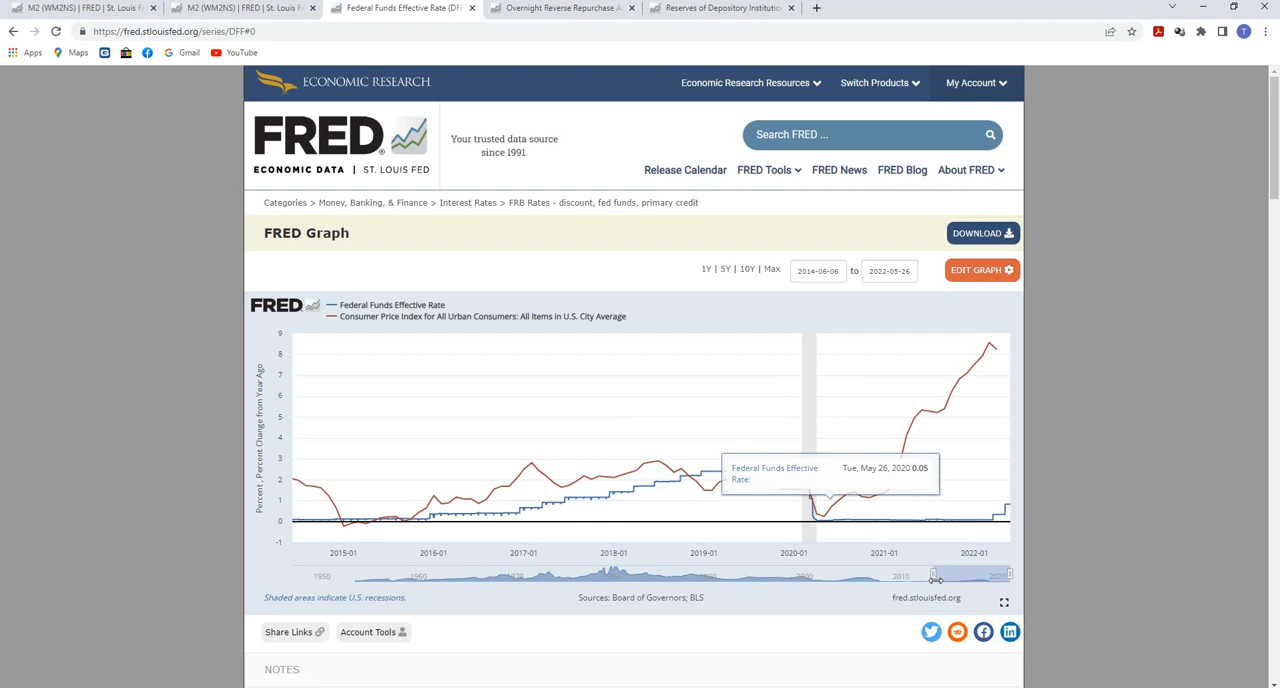 M2 (WM2NS) | FRED | St. Louis F
M2 (WM2NS) | FRED | St. Louis F
Federal Funds Effective Rate (DF
Overnight Reverse Repurchase A
Reserves of Depository Institutio
https://fred.stlouisfed.org/series/DFF#0
T
Apps
Maps
Gmail
YouTube
ECONOMIC RESEARCH
Economic Research Resources
Switch Products
My Account
FRED
ECONOMIC DATA | ST. LOUIS FED
Your trusted data source
since 1991.
Search FRED ...
Release Calendar
FRED Tools
FRED News
FRED Blog
About FRED
Categories > Money, Banking, & Finance > Interest Rates > FRB Rates - discount, fed funds, primary credit
FRED Graph
DOWNLOAD
1Y | 5Y | 10Y | Max
2014-06-06 to 2022-05-26
EDIT GRAPH
FRED
Federal Funds Effective Rate
Consumer Price Index for All Urban Consumers: All Items in U.S. City Average
Percent , Percent Change from Year Ago
9
8
7
6
5
4
3
2
1
0
-1
Federal Funds Effective
Rate:
Tue, May 26, 2020 0.05
2015-01
2016-01
2017-01
2018-01
2019-01
2020-01
2021-01
2022-01
1950
1960
1970
1990
2000
2010
2020
Shaded areas indicate U.S. recessions.
Sources: Board of Governors; BLS
fred.stlouisfed.org
Share Links
Account Tools
NOTES